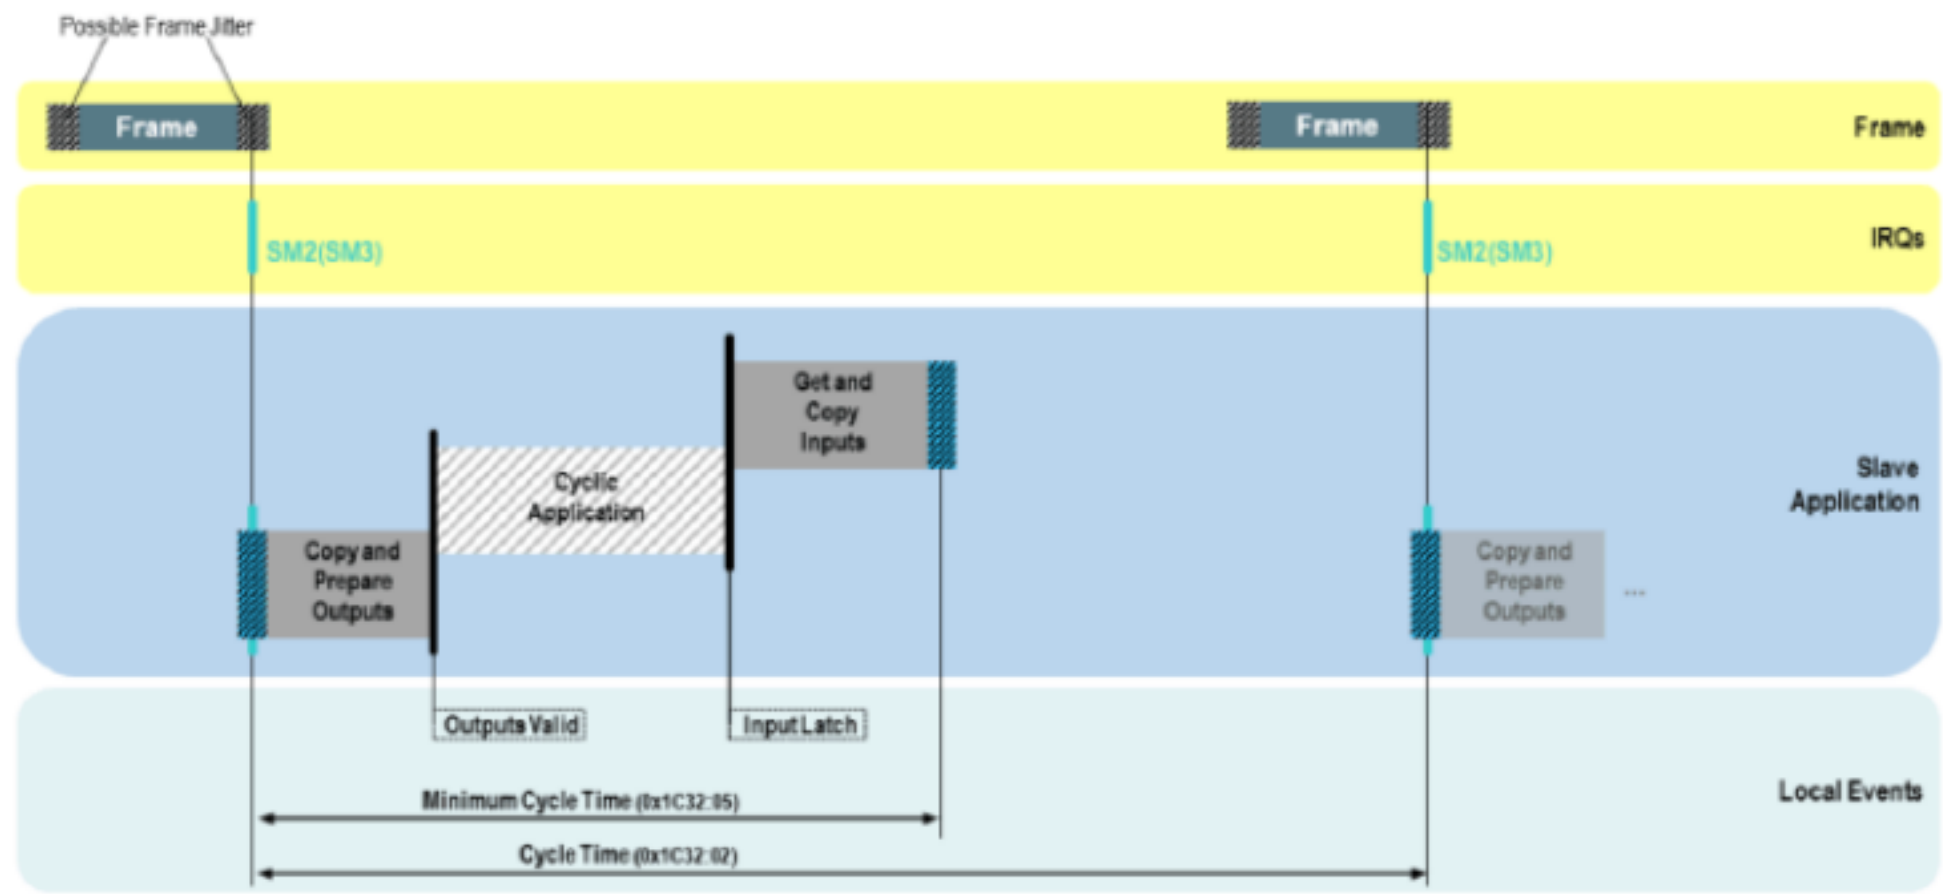 Possible Frame Jitter
Frame
Frame
Frame
SM2(SM3)
SM2(SM3)
IRQs
Get and
Copy
Inputs
Cyclic
Application
Slave
Application
Copy and
Prepare
Outputs
Copy and
Prepare
Outputs
...
Outputs Valid
Input Latch
Minimum Cycle Time (0x1C32:05)
Local Events
Cycle Time (0x1C32:02)